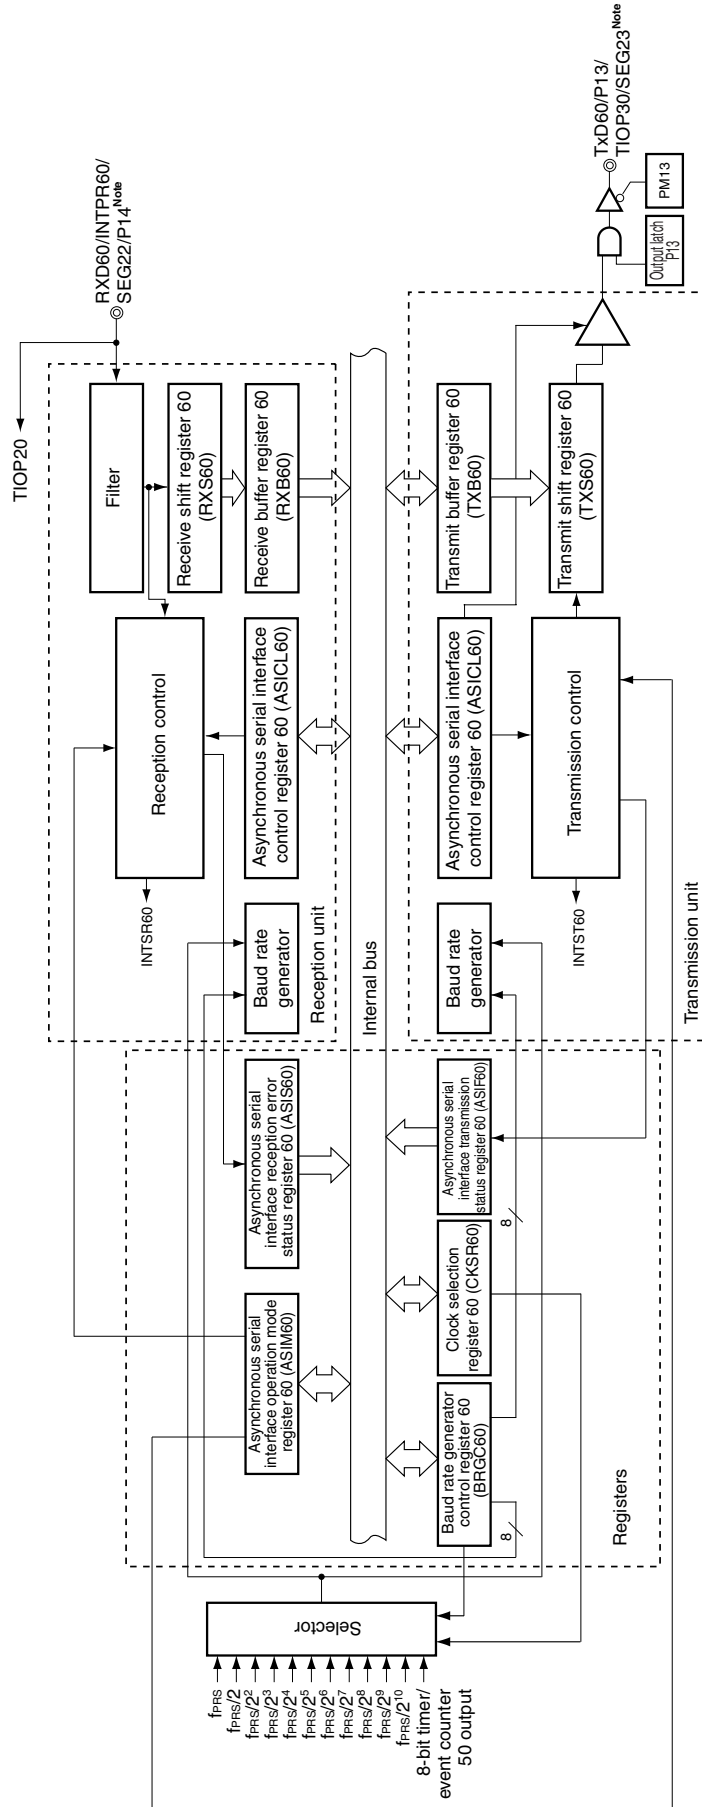 TIOP20
RXD60/INTPR60/
SEG22/P14Note
Filter
Receive shift register 60
(RXS60)
Receive buffer register 60
(RXB60)
Reception control
INTSR60
Asynchronous serial interface
control register 60 (ASICL60)
Baud rate
generator
Reception unit
Asynchronous serial
interface reception error
status register 60 (ASIS60)
Asynchronous serial
interface operation mode
register 60 (ASIM60)
Internal bus
Selector
fPRS
fPRS/2
fPRS/2²
fPRS/2³
fPRS/2⁴
fPRS/2⁵
fPRS/2⁶
fPRS/2⁷
fPRS/2⁸
fPRS/2⁹
fPRS/2¹⁰
8-bit timer/
event counter
50 output
Baud rate generator
control register 60
(BRGC60)
8
Clock selection
register 60 (CKSR60)
8
Asynchronous serial
interface transmission
status register 60 (ASIF60)
Registers
Baud rate
generator
Asynchronous serial interface
control register 60 (ASICL60)
Transmit buffer register 60
(TXB60)
Transmission control
INTST60
Transmit shift register 60
(TXS60)
Transmission unit
Output latch
P13
PM13
TxD60/P13/
TIOP30/SEG23Note